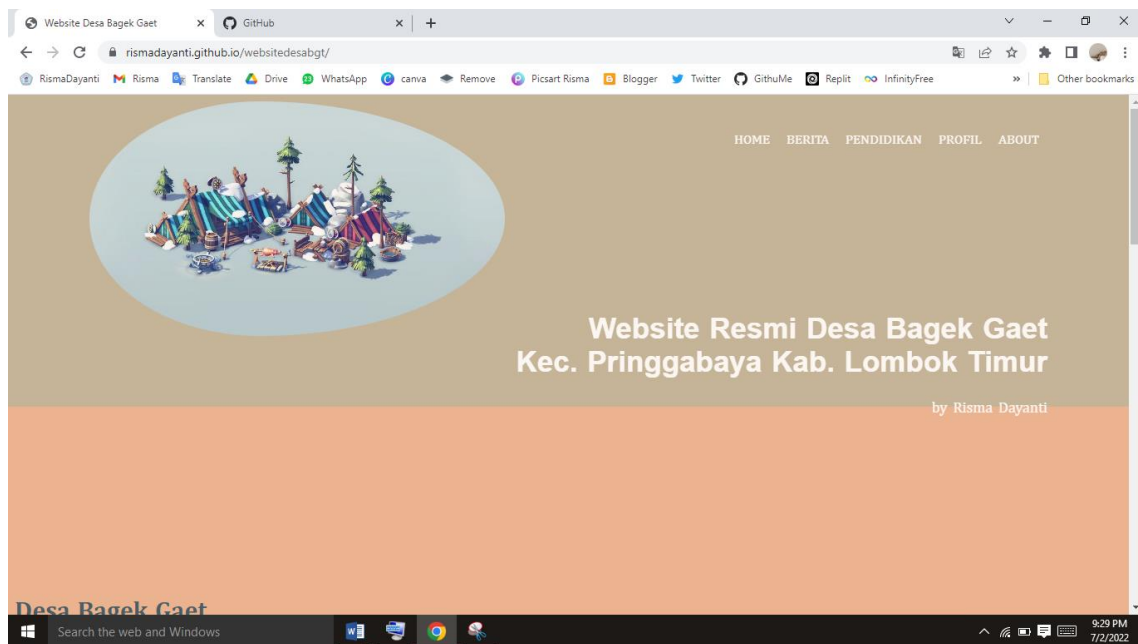 Website Desa Bagek Gaet
GitHub
rismadayanti.github.io/websitedesabgt/
RismaDayanti Risma Translate Drive WhatsApp canva Remove Picsart Risma Blogger Twitter GithuMe Replit InfinityFree » Other bookmarks
HOME BERITA PENDIDIKAN PROFIL ABOUT
Website Resmi Desa Bagek Gaet
Kec. Pringgabaya Kab. Lombok Timur
by Risma Dayanti
Desa Bagek Gaet
Search the web and Windows
9:29 PM
7/2/2022